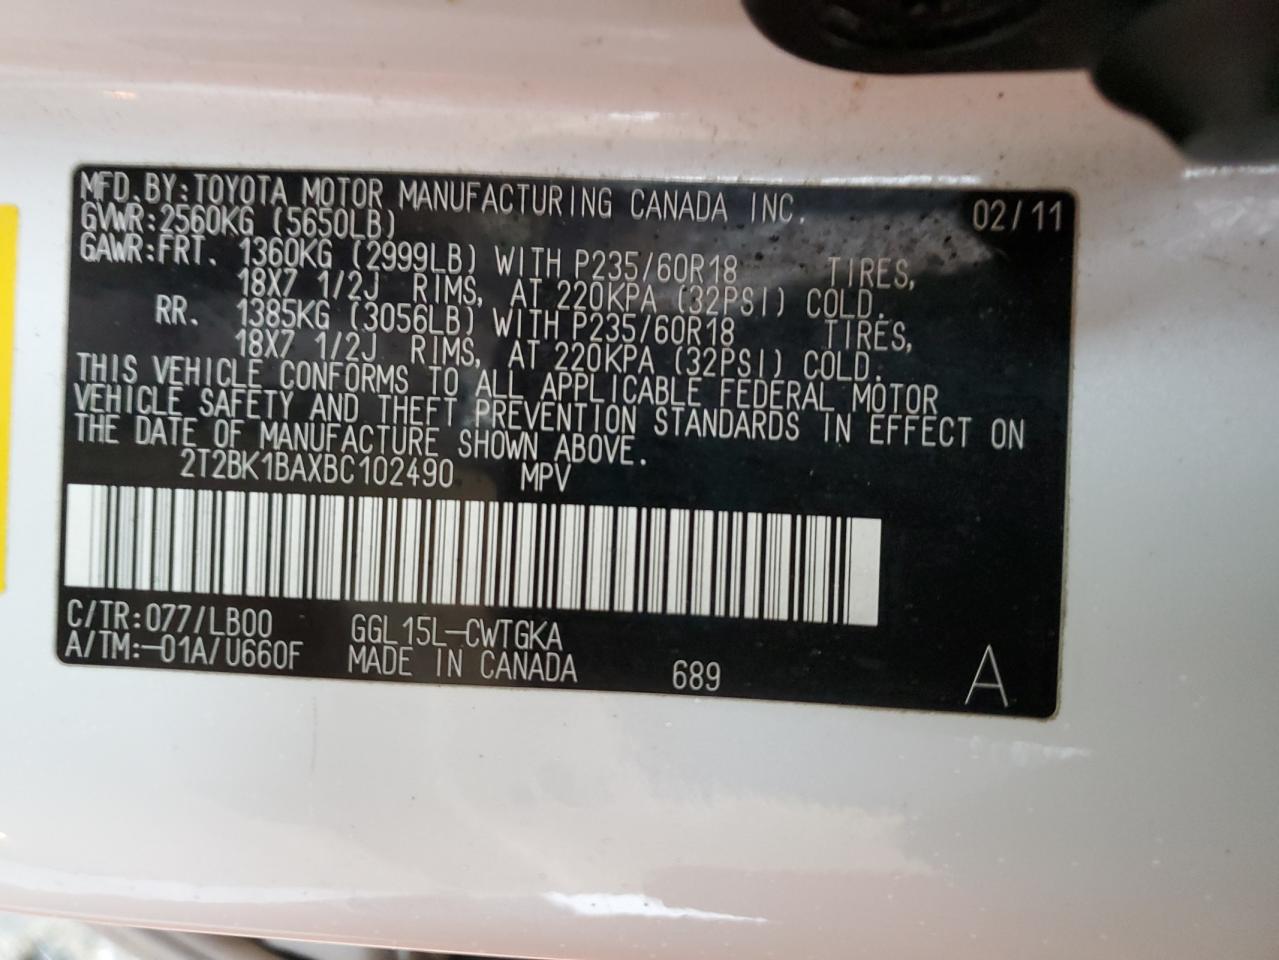 MFD.BY:TOYOTA MOTOR MANUFACTURING CANADA INC. 02/11
GVWR:2560KG (5650LB)
GAWR:FRT. 1360KG (2999LB) WITH P235/60R18 TIRES,
18X7 1/2J RIMS, AT 220KPA (32PSI) COLD.
RR. 1385KG (3056LB) WITH P235/60R18 TIRES,
18X7 1/2J RIMS, AT 220KPA (32PSI) COLD.
THIS VEHICLE CONFORMS TO ALL APPLICABLE FEDERAL MOTOR
VEHICLE SAFETY AND THEFT PREVENTION STANDARDS IN EFFECT ON
THE DATE OF MANUFACTURE SHOWN ABOVE.
2T2BK1BAXBC102490 MPV
C/TR:077/LB00 GGL15L-CWTGKA
A/TM:-01A/U660F MADE IN CANADA 689 A